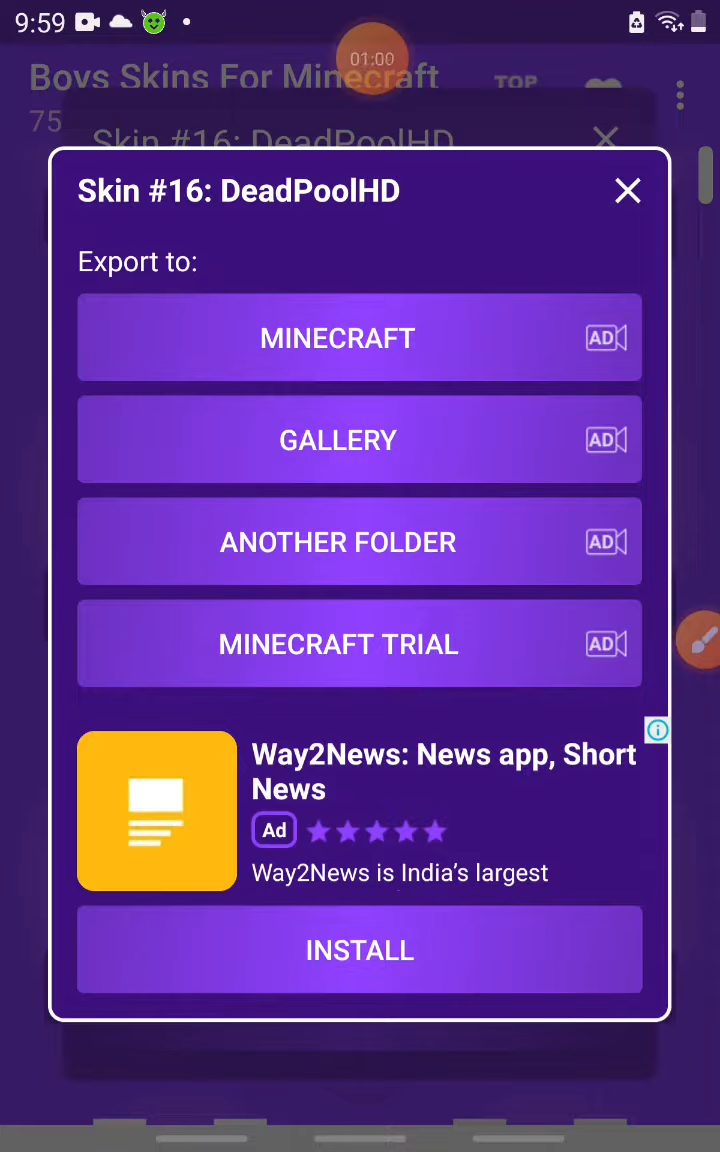 9:59
01:00
Boys Skins For Minecraft
TOP
75
Skin #16: DeadPoolHD
Skin #16: DeadPoolHD
Export to:
MINECRAFT
AD
GALLERY
AD
ANOTHER FOLDER
AD
MINECRAFT TRIAL
AD
Way2News: News app, Short
News
Ad
Way2News is India's largest
INSTALL